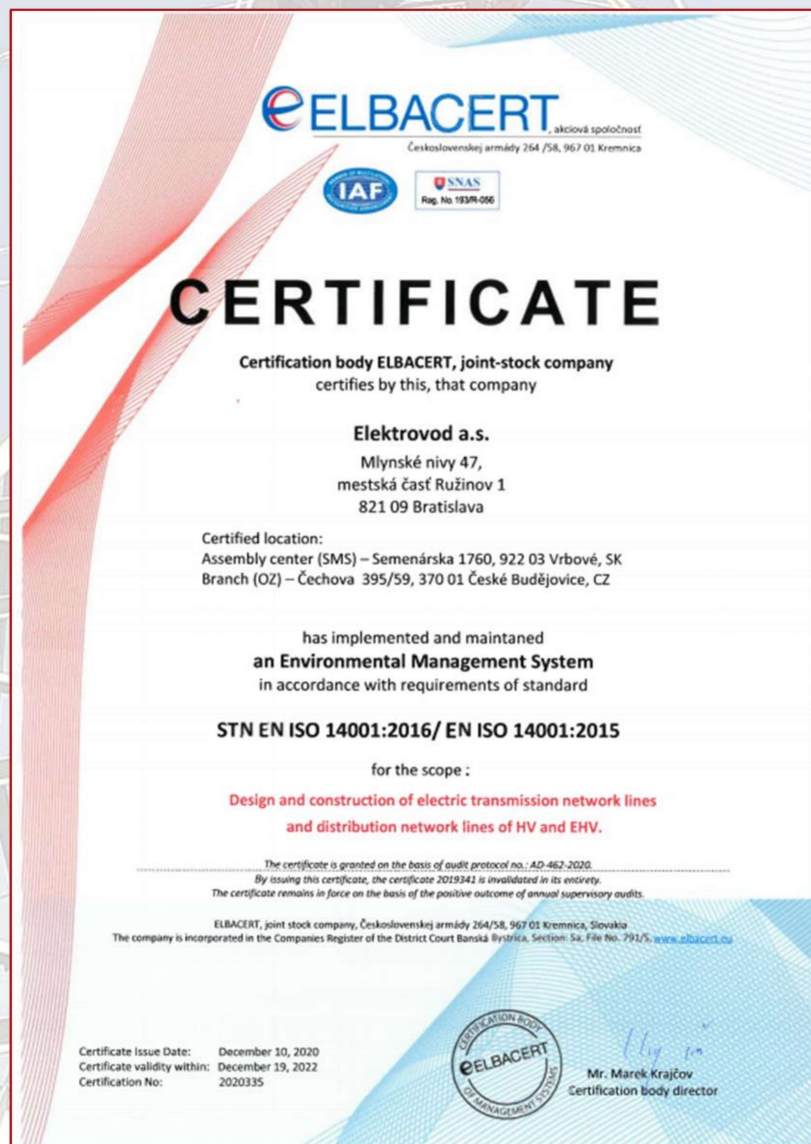 eELBACERT, akciová spoločnosť
Československej armády 264 /58, 967 01 Kremnica
IAF
SNAS
Rag. No. 193/R-056
CERTIFICATE
Certification body ELBACERT, joint-stock company
certifies by this, that company
Elektrovod a.s.
Mlynské nivy 47,
mestská časť Ružinov 1
821 09 Bratislava
Certified location:
Assembly center (SMS) – Semenárska 1760, 922 03 Vrbové, SK
Branch (OZ) – Čechova 395/59, 370 01 České Budějovice, CZ
has implemented and maintaned
an Environmental Management System
in accordance with requirements of standard
STN EN ISO 14001:2016/ EN ISO 14001:2015
for the scope :
Design and construction of electric transmission network lines
and distribution network lines of HV and EHV.
The certificate is granted on the basis of audit protocol no.: AD-462-2020.
By issuing this certificate, the certificate 2019341 is invalidated in its entirety.
The certificate remains in force on the basis of the positive outcome of annual supervisory audits.
ELBACERT, joint stock company, Československej armády 264/58, 967 01 Kremnica, Slovakia
The company is incorporated in the Companies Register of the District Court Banská Bystrica, Section: Sa, File No. 791/S, www.elbacert.eu
Certificate Issue Date: December 10, 2020
Certificate validity within: December 19, 2022
Certification No: 2020335
CERTIFICATION BODY
eELBACERT
OF MANAGEMENT SYSTEMS
Mr. Marek Krajčov
Certification body director